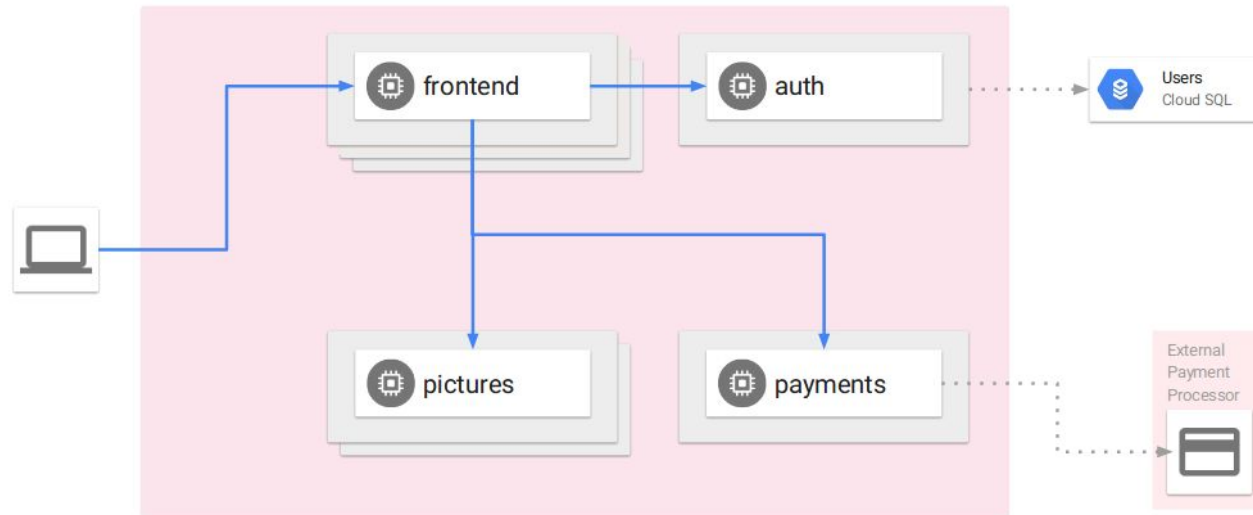 frontend
auth
Users
Cloud SQL
pictures
payments
External
Payment
Processor